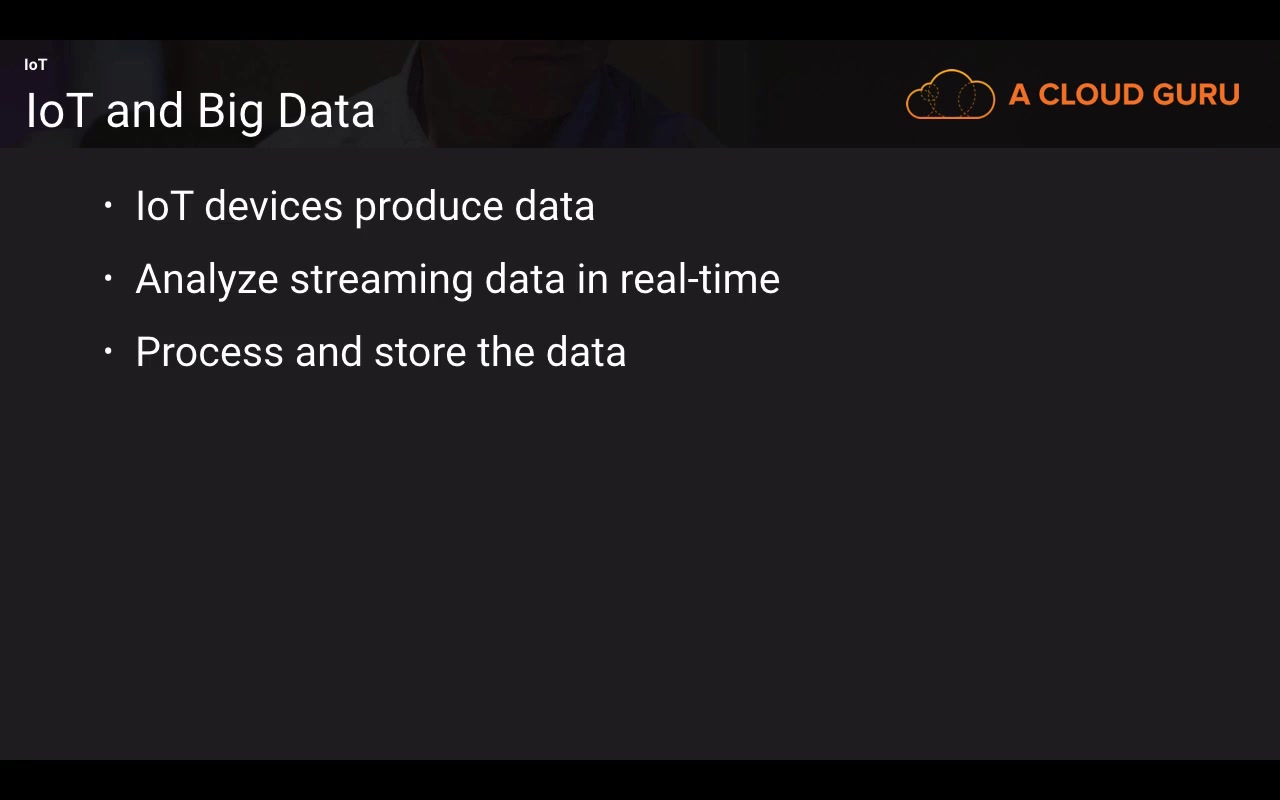 IoT
IoT and Big Data
A CLOUD GURU
• IoT devices produce data
• Analyze streaming data in real-time
• Process and store the data